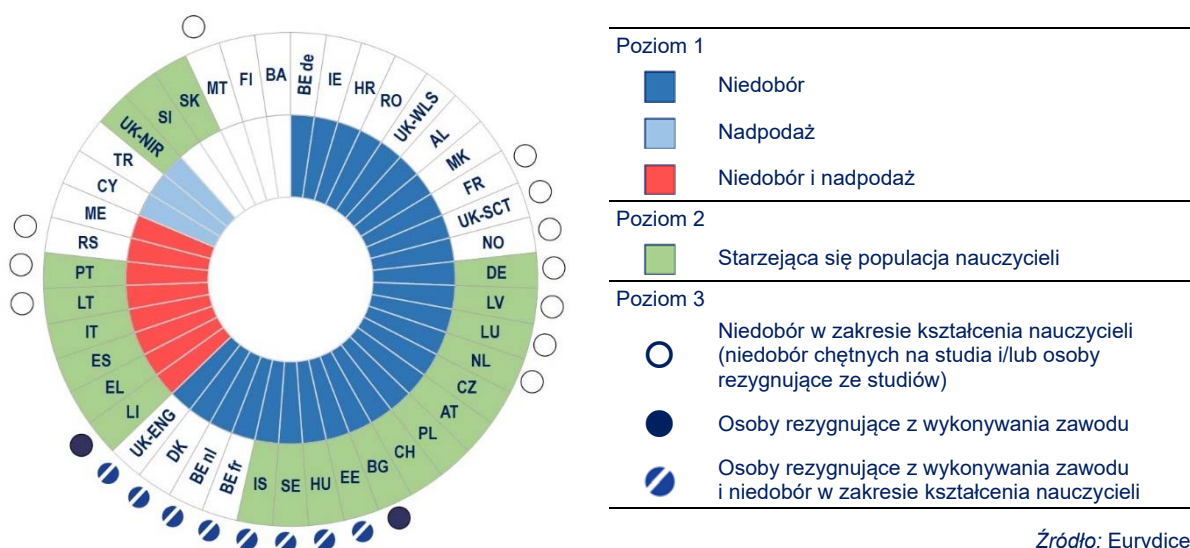 BE de
IE
HR
RO
UK-WLS
AL
MK
FR
UK-SCT
NO
DE
LV
LU
NL
CZ
AT
PL
CH
BG
EE
HU
SE
IS
BE fr
BE nl
DK
UK-ENG
LI
EL
ES
IT
LT
PT
RS
ME
CY
TR
UK-NIR
SI
SK
MT
FI
BA
Poziom 1
Niedobór
Nadpodaż
Niedobór i nadpodaż
Poziom 2
Starzejąca się populacja nauczycieli
Poziom 3
Niedobór w zakresie kształcenia nauczycieli
(niedobór chętnych na studia i/lub osoby
rezygnujące ze studiów)
Osoby rezygnujące z wykonywania zawodu
Osoby rezygnujące z wykonywania zawodu
i niedobór w zakresie kształcenia nauczycieli
Źródło: Eurydice